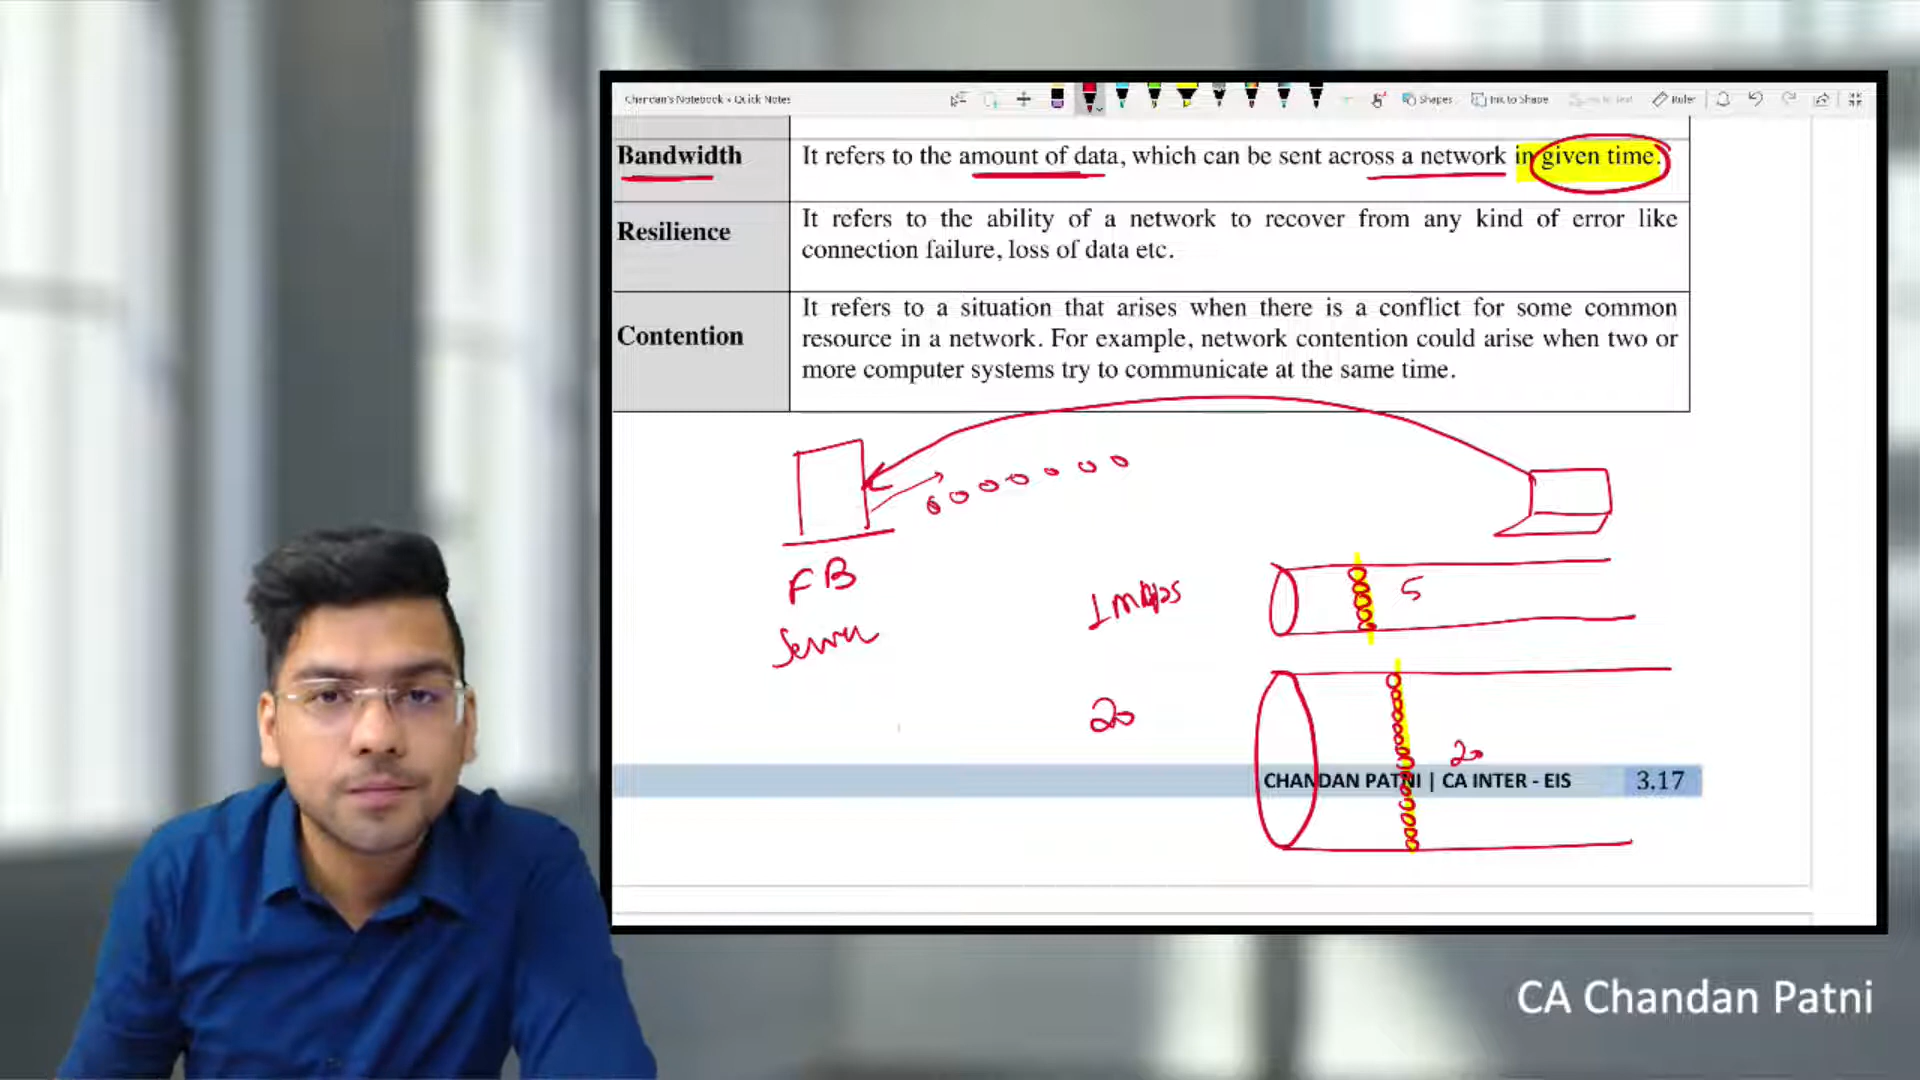 Chandan's Notebook • Quick Notes
Shapes
Ink to Shape
Ruler
Bandwidth
It refers to the amount of data, which can be sent across a network in given time.
Resilience
It refers to the ability of a network to recover from any kind of error like
connection failure, loss of data etc.
Contention
It refers to a situation that arises when there is a conflict for some common
resource in a network. For example, network contention could arise when two or
more computer systems try to communicate at the same time.
FB
Server
1 Mbps
5
20
20
CHANDAN PATNI | CA INTER - EIS
3.17
CA Chandan Patni